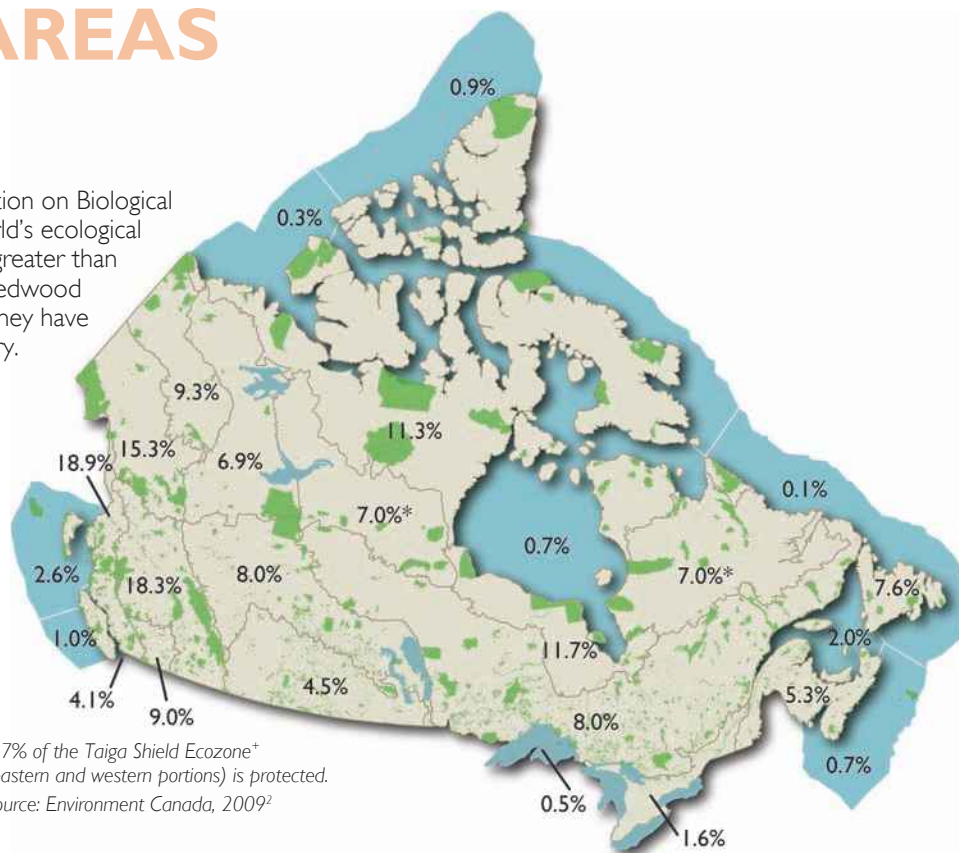 AREAS
tion on Biological
rld's ecological
greater than
edwood
hey have
ry.
0.9%
0.3%
9.3%
11.3%
15.3%
18.9%
6.9%
7.0%*
0.1%
0.7%
2.6%
18.3%
8.0%
7.0%*
7.6%
1.0%
11.7%
2.0%
4.1%
9.0%
4.5%
8.0%
5.3%
0.7%
7% of the Taiga Shield Ecozone+
eastern and western portions) is protected.
ource: Environment Canada, 2009²
0.5%
1.6%